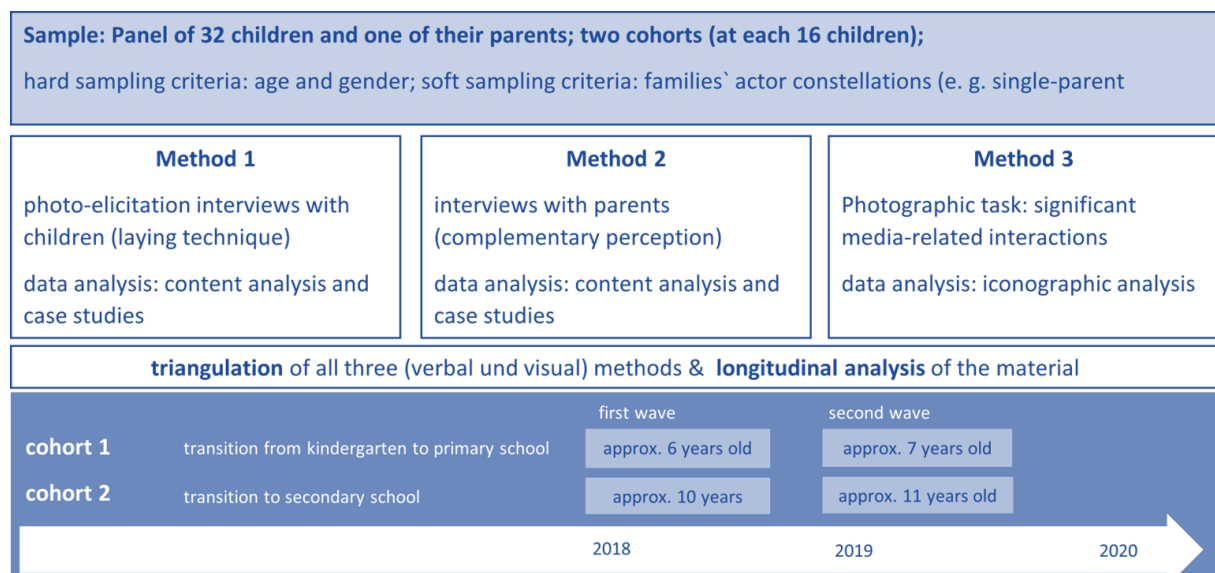 Sample: Panel of 32 children and one of their parents; two cohorts (at each 16 children);
hard sampling criteria: age and gender; soft sampling criteria: families` actor constellations (e. g. single-parent
Method 1
photo-elicitation interviews with
children (laying technique)
data analysis: content analysis and
case studies
Method 2
interviews with parents
(complementary perception)
data analysis: content analysis and
case studies
Method 3
Photographic task: significant
media-related interactions
data analysis: iconographic analysis
triangulation of all three (verbal und visual) methods & longitudinal analysis of the material
first wave second wave
cohort 1 transition from kindergarten to primary school approx. 6 years old approx. 7 years old
cohort 2 transition to secondary school approx. 10 years approx. 11 years old
2018 2019 2020